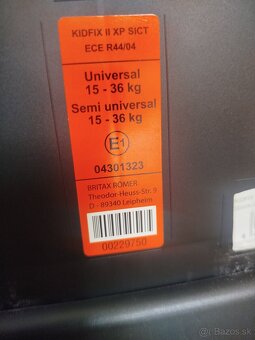 KIDFIX II XP SICT
ECE R44/04
Universal
15 - 36 kg
Semi universal
15 - 36 kg
E1
04301323
BRITAX RÖMER
Theodor-Heuss-Str. 9
D - 89340 Leipheim
00229750
© Bazos.sk